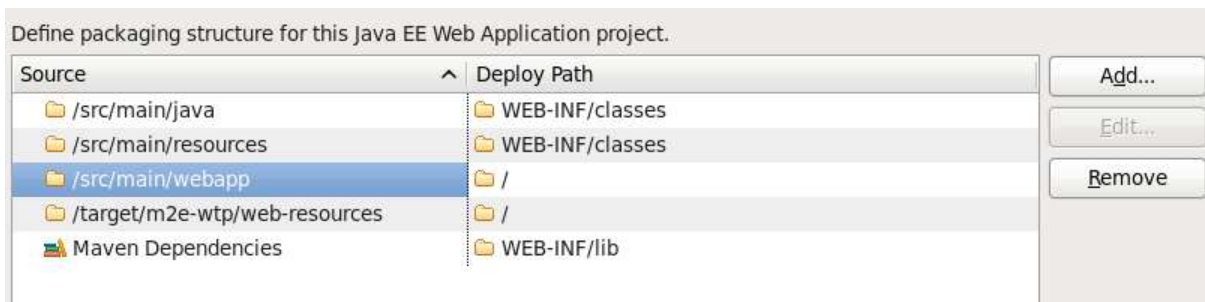 Define packaging structure for this Java EE Web Application project.
Source Deploy Path Add...
/src/main/java WEB-INF/classes
Edit...
/src/main/resources WEB-INF/classes
/src/main/webapp / Remove
/target/m2e-wtp/web-resources /
Maven Dependencies WEB-INF/lib